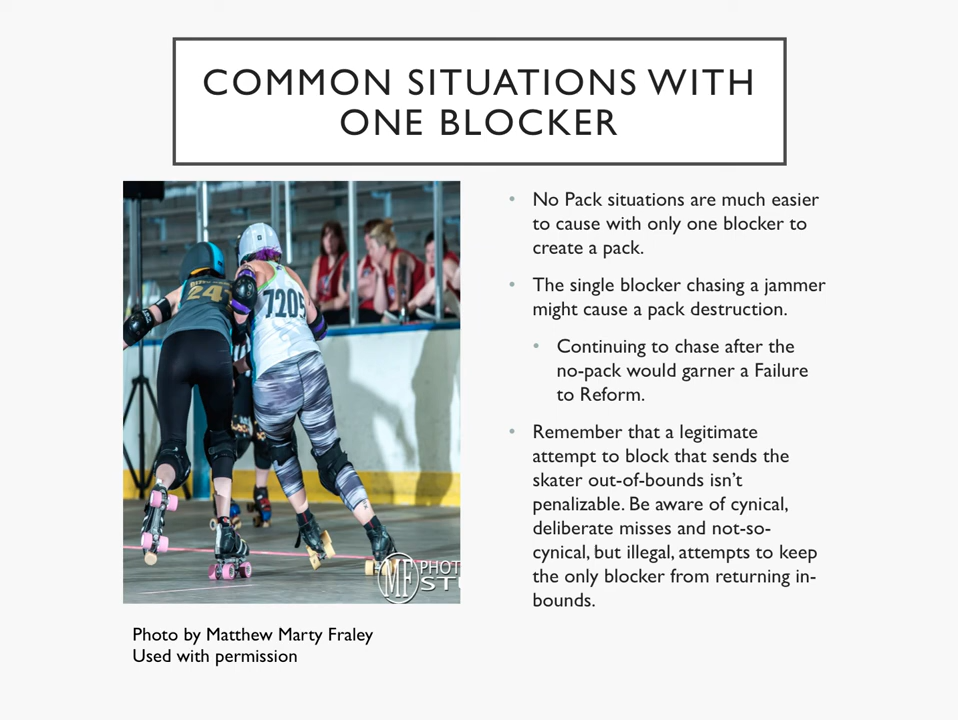 COMMON SITUATIONS WITH
ONE BLOCKER
• No Pack situations are much easier
to cause with only one blocker to
create a pack.
• The single blocker chasing a jammer
might cause a pack destruction.
• Continuing to chase after the
no-pack would garner a Failure
to Reform.
• Remember that a legitimate
attempt to block that sends the
skater out-of-bounds isn’t
penalizable. Be aware of cynical,
deliberate misses and not-so-
cynical, but illegal, attempts to keep
the only blocker from returning in-
bounds.
247
7205
MF PHOT
ST
Photo by Matthew Marty Fraley
Used with permission